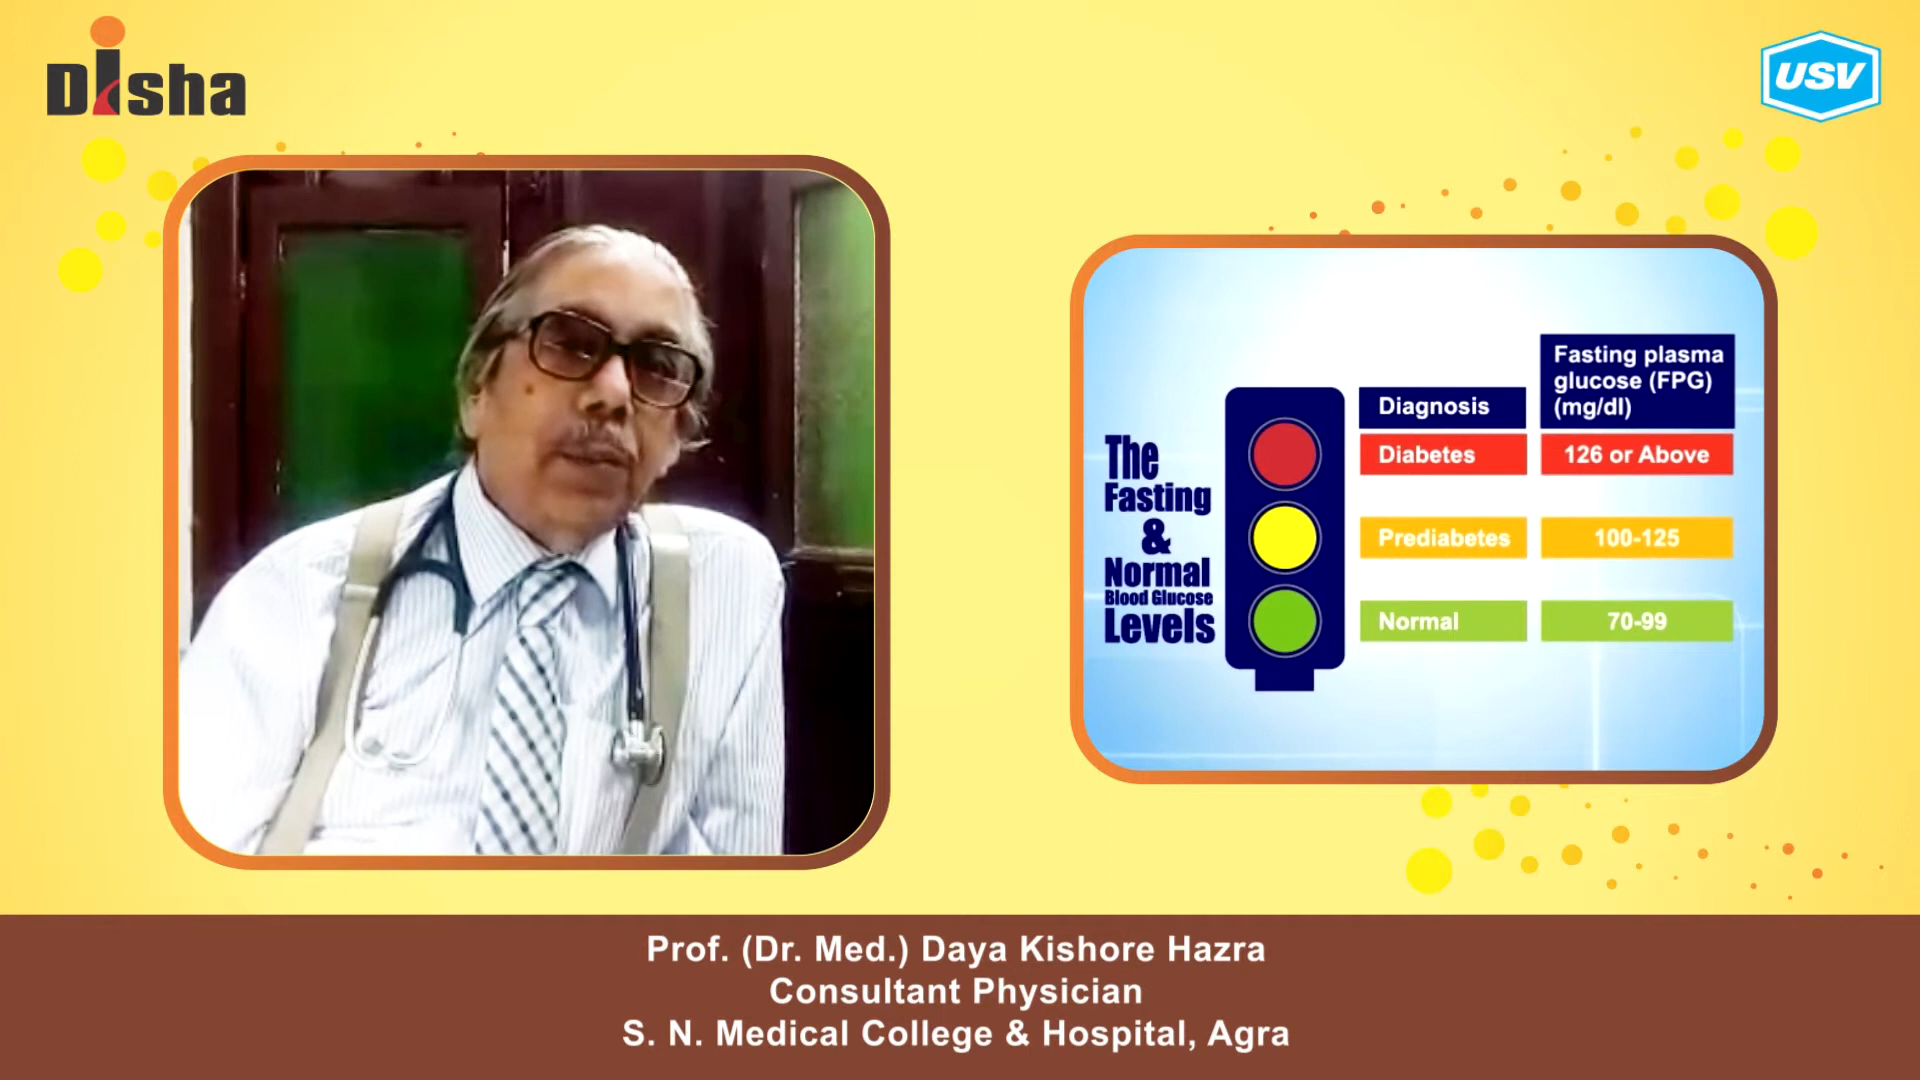 Disha
USV
The
Fasting
&
Normal
Blood Glucose
Levels
Diagnosis
Fasting plasma
glucose (FPG)
(mg/dl)
Diabetes
126 or Above
Prediabetes
100-125
Normal
70-99
Prof. (Dr. Med.) Daya Kishore Hazra
Consultant Physician
S. N. Medical College & Hospital, Agra